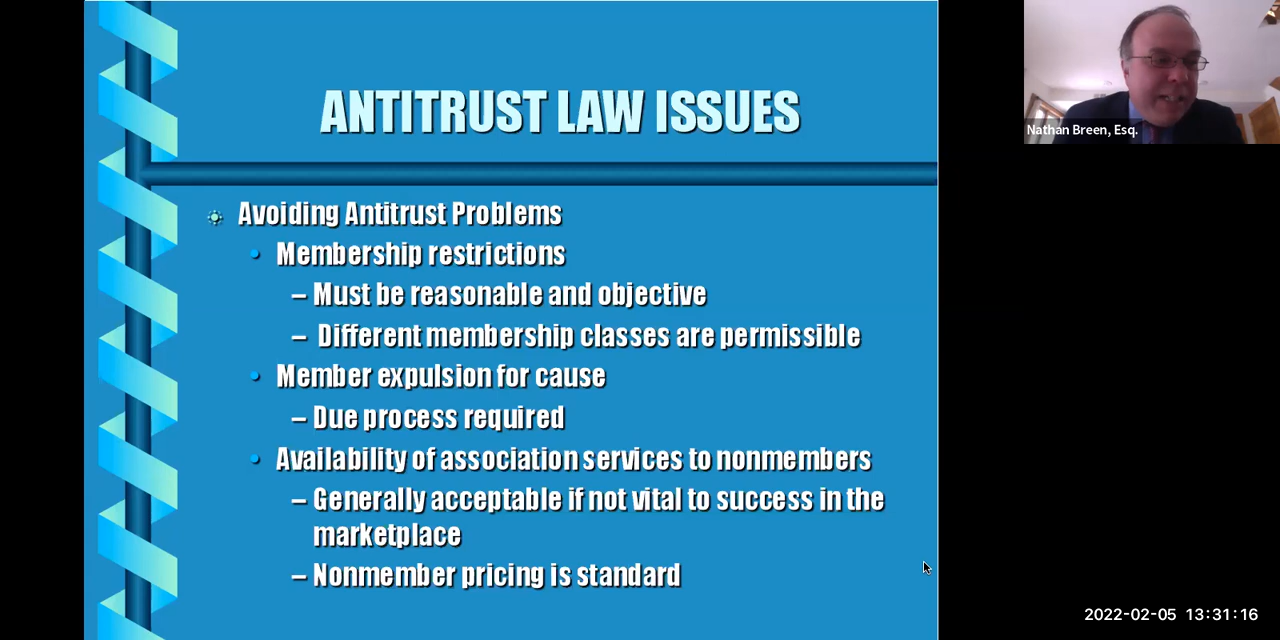 ANTITRUST LAW ISSUES
Avoiding Antitrust Problems
• Membership restrictions
– Must be reasonable and objective
– Different membership classes are permissible
• Member expulsion for cause
– Due process required
• Availability of association services to nonmembers
– Generally acceptable if not vital to success in the
marketplace
– Nonmember pricing is standard
Nathan Breen, Esq.
2022-02-05 13:31:16